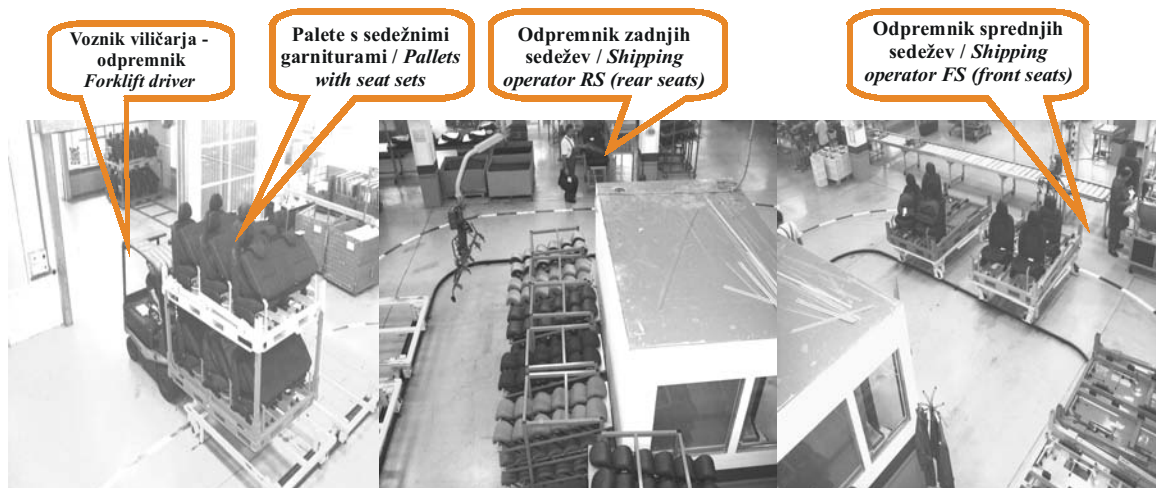 Voznik viličarja -
odpremnik
Forklift driver
Palete s sedežnimi
garniturami / Pallets
with seat sets
Odpremnik zadnjih
sedežev / Shipping
operator RS (rear seats)
Odpremnik sprednjih
sedežev / Shipping
operator FS (front seats)